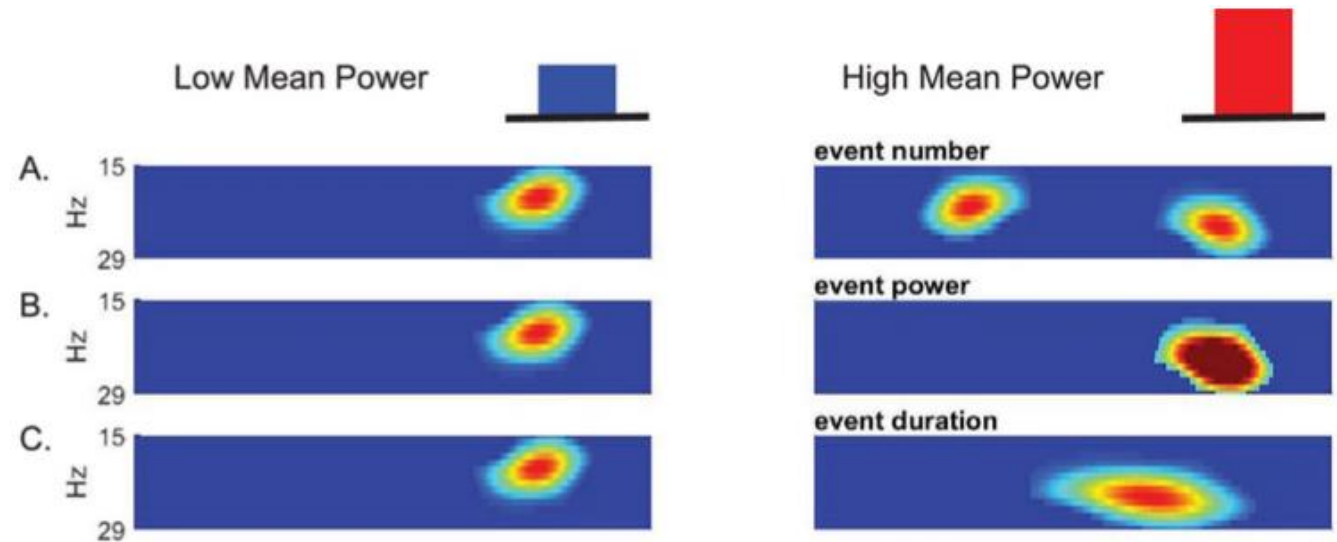 Low Mean Power
High Mean Power
A.
Hz
15
29
event number
B.
Hz
15
29
event power
C.
Hz
15
29
event duration